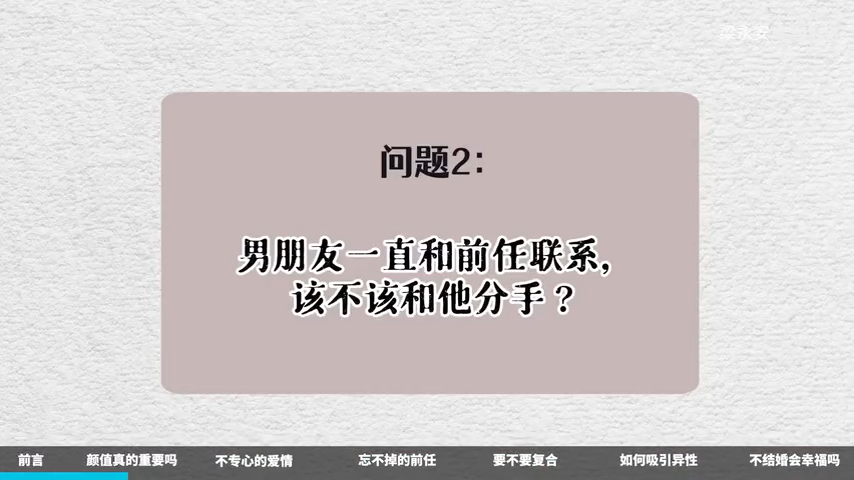 梁永安
问题2：
男朋友一直和前任联系，
该不该和他分手？
前言 颜值真的重要吗 不专心的爱情 忘不掉的前任 要不要复合 如何吸引异性 不结婚会幸福吗